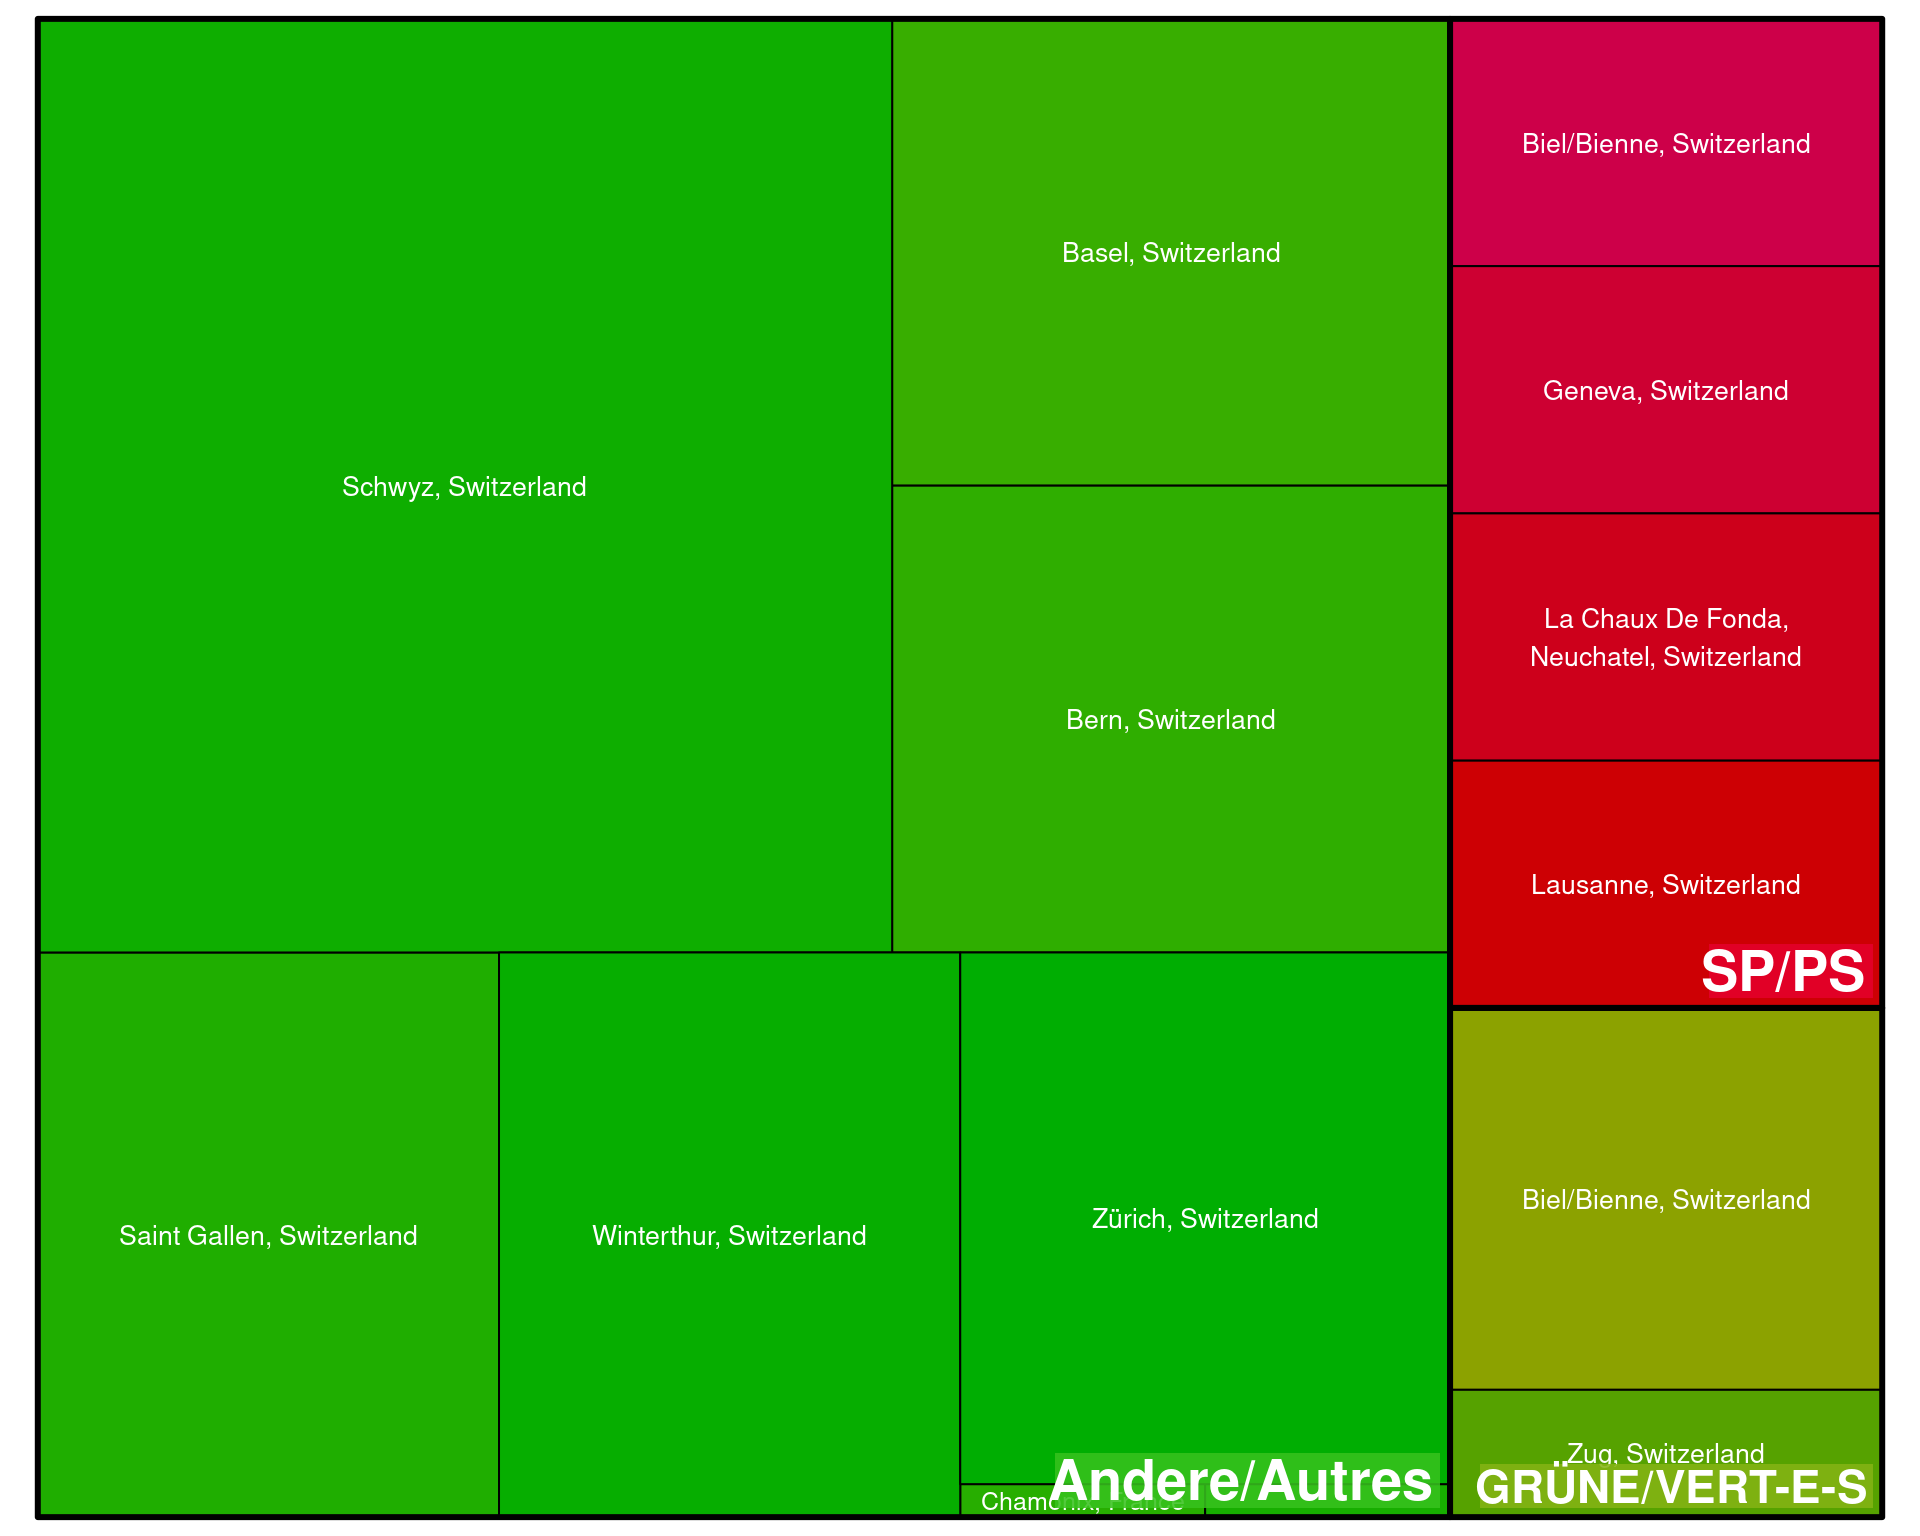 Schwyz, Switzerland
Basel, Switzerland
Bern, Switzerland
Saint Gallen, Switzerland
Winterthur, Switzerland
Zürich, Switzerland
Chamonix, France
Andere/Autres
Biel/Bienne, Switzerland
Geneva, Switzerland
La Chaux De Fonda,
Neuchatel, Switzerland
Lausanne, Switzerland
SP/PS
Biel/Bienne, Switzerland
Zug, Switzerland
GRÜNE/VERT-E-S